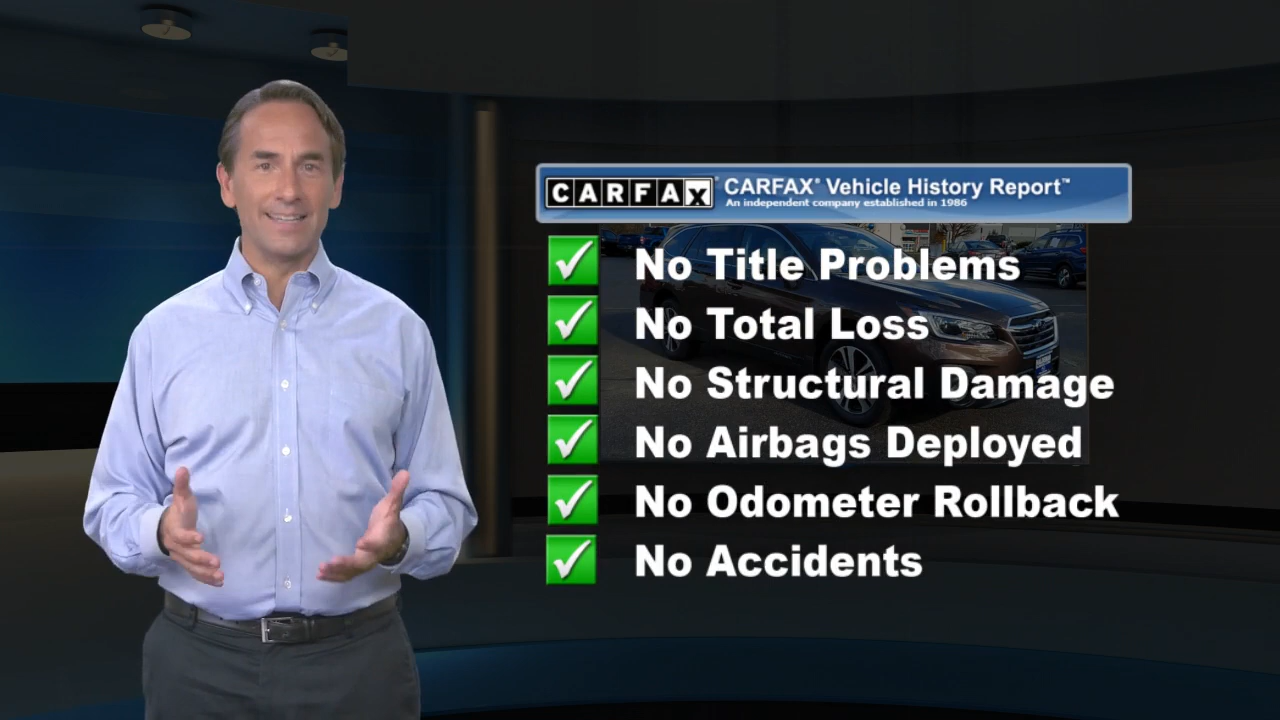 CARFAX
CARFAX® Vehicle History Report™
An independent company established in 1986
No Title Problems
No Total Loss
No Structural Damage
No Airbags Deployed
No Odometer Rollback
No Accidents